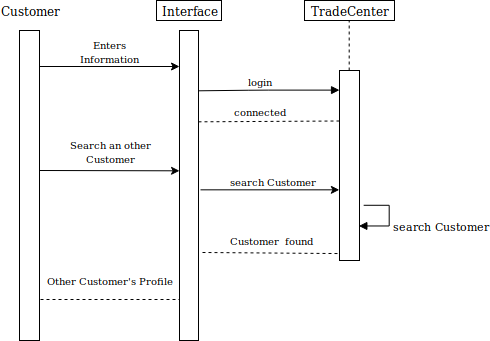 Customer
Interface
TradeCenter
Enters
Information
login
connected
Search an other
Customer
search Customer
search Customer
Customer found
Other Customer's Profile